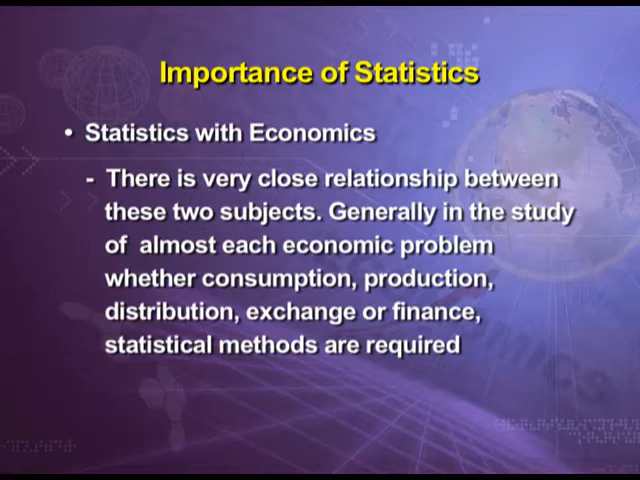 Importance of Statistics
• Statistics with Economics
- There is very close relationship between
these two subjects. Generally in the study
of almost each economic problem
whether consumption, production,
distribution, exchange or finance,
statistical methods are required